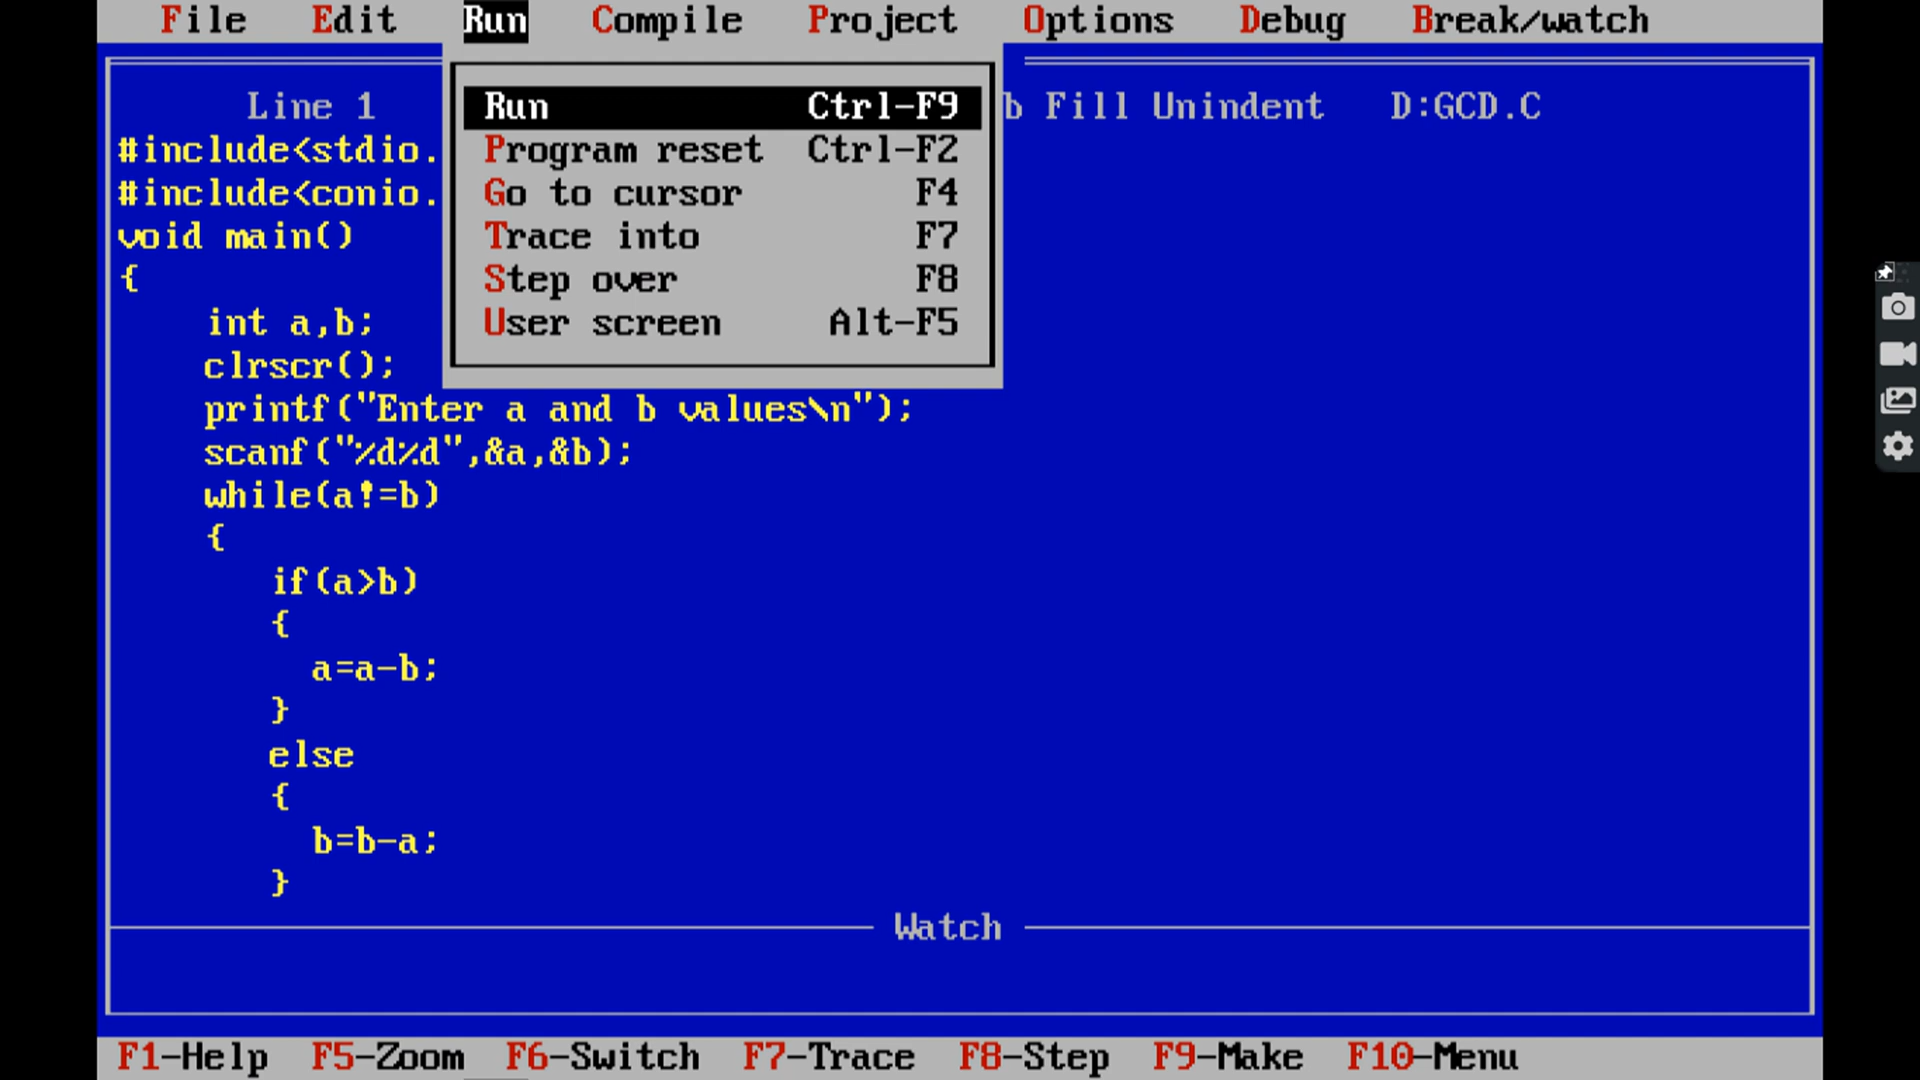 File Edit Run Compile Project Options Debug Break/watch
Line 1 b Fill Unindent D:GCD.C
Run Ctrl-F9
Program reset Ctrl-F2
Go to cursor F4
Trace into F7
Step over F8
User screen Alt-F5
#include<stdio.
#include<conio.
void main()
{
int a,b;
clrscr();
printf("Enter a and b values\n");
scanf("%d%d",&a,&b);
while(a!=b)
{
if(a>b)
{
a=a-b;
}
else
{
b=b-a;
}
Watch
F1-Help F5-Zoom F6-Switch F7-Trace F8-Step F9-Make F10-Menu